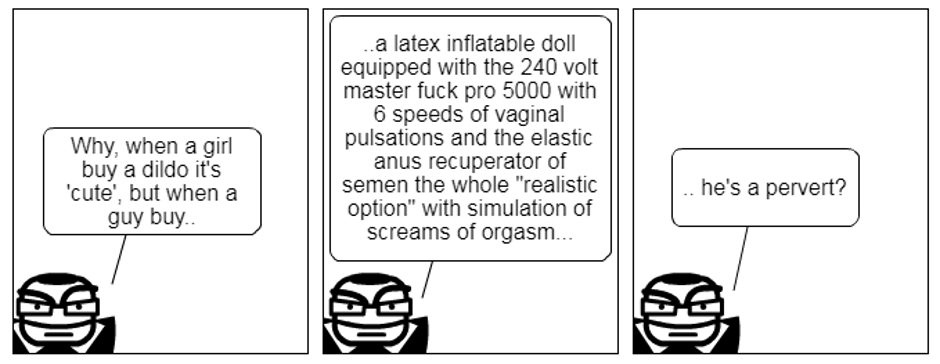 Why, when a girl
buy a dildo it's
'cute', but when a
guy buy..
..a latex inflatable doll
equipped with the 240 volt
master fuck pro 5000 with
6 speeds of vaginal
pulsations and the elastic
anus recuperator of
semen the whole "realistic
option" with simulation of
screams of orgasm...
.. he's a pervert?